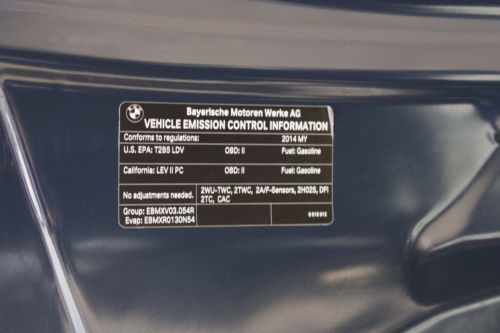 Bayerische Motoren Werke AG
VEHICLE EMISSION CONTROL INFORMATION
Conforms to regulations: 2014 MY
U.S. EPA: T2B5 LDV OBD: II Fuel: Gasoline
California: LEV II PC OBD: II Fuel: Gasoline
No adjustments needed. 2WU-TWC, 2TWC, 2A/F-Sensors, 2HO2S, DFI
2TC, CAC
Group: EBMXV03.054R
Evap: EBMXR0130N54